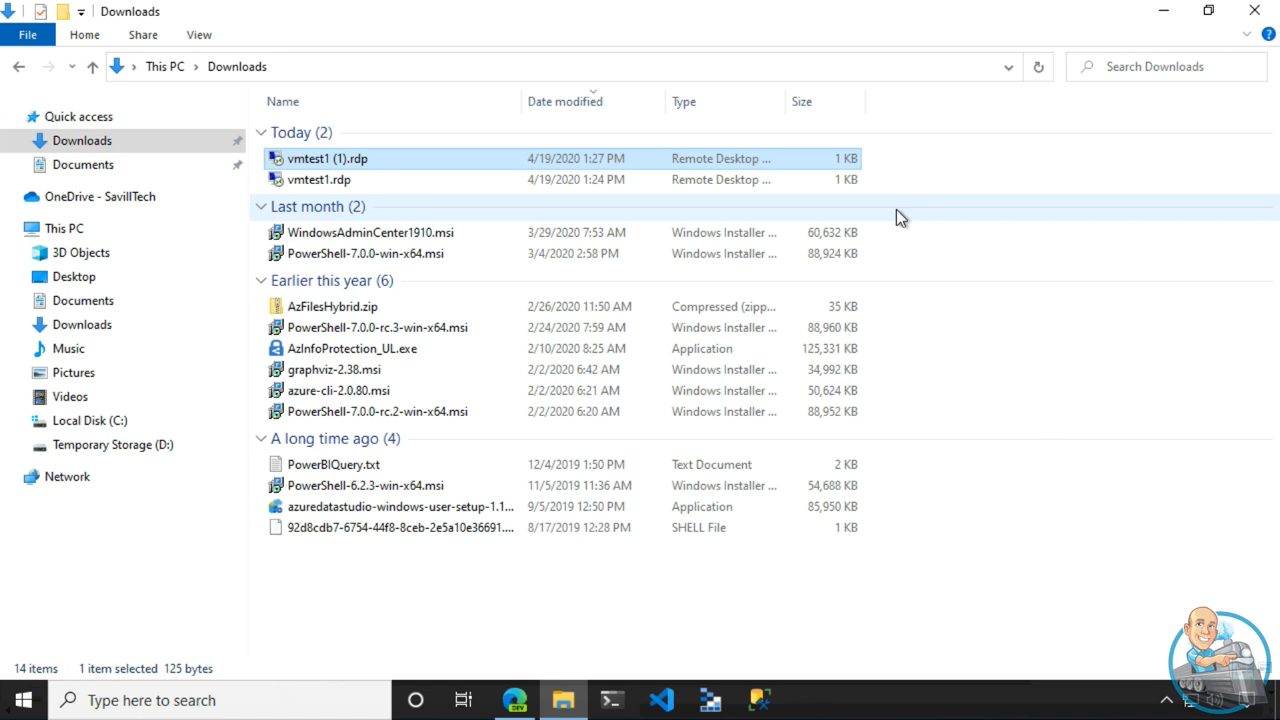 Downloads
File Home Share View
This PC Downloads Search Downloads
Name Date modified Type Size
Quick access
Downloads
Documents
OneDrive - SavillTech
This PC
3D Objects
Desktop
Documents
Downloads
Music
Pictures
Videos
Local Disk (C:)
Temporary Storage (D:)
Network
Today (2)
vmtest1 (1).rdp 4/19/2020 1:27 PM Remote Desktop ... 1 KB
vmtest1.rdp 4/19/2020 1:24 PM Remote Desktop ... 1 KB
Last month (2)
WindowsAdminCenter1910.msi 3/29/2020 7:53 AM Windows Installer ... 60,632 KB
PowerShell-7.0.0-win-x64.msi 3/4/2020 2:58 PM Windows Installer ... 88,924 KB
Earlier this year (6)
AzFilesHybrid.zip 2/26/2020 11:50 AM Compressed (zipp... 35 KB
PowerShell-7.0.0-rc.3-win-x64.msi 2/24/2020 7:59 AM Windows Installer ... 88,960 KB
AzInfoProtection_UL.exe 2/10/2020 8:25 AM Application 125,331 KB
graphviz-2.38.msi 2/2/2020 6:42 AM Windows Installer ... 34,992 KB
azure-cli-2.0.80.msi 2/2/2020 6:21 AM Windows Installer ... 50,624 KB
PowerShell-7.0.0-rc.2-win-x64.msi 2/2/2020 6:20 AM Windows Installer ... 88,952 KB
A long time ago (4)
PowerBIQuery.txt 12/4/2019 1:50 PM Text Document 2 KB
PowerShell-6.2.3-win-x64.msi 11/5/2019 11:36 AM Windows Installer ... 54,688 KB
azuredatastudio-windows-user-setup-1.1... 9/5/2019 12:50 PM Application 85,950 KB
92d8cdb7-6754-44f8-8ceb-2e5a10e36691.... 8/17/2019 12:28 PM SHELL File 1 KB
14 items 1 item selected 125 bytes
Type here to search
DEV